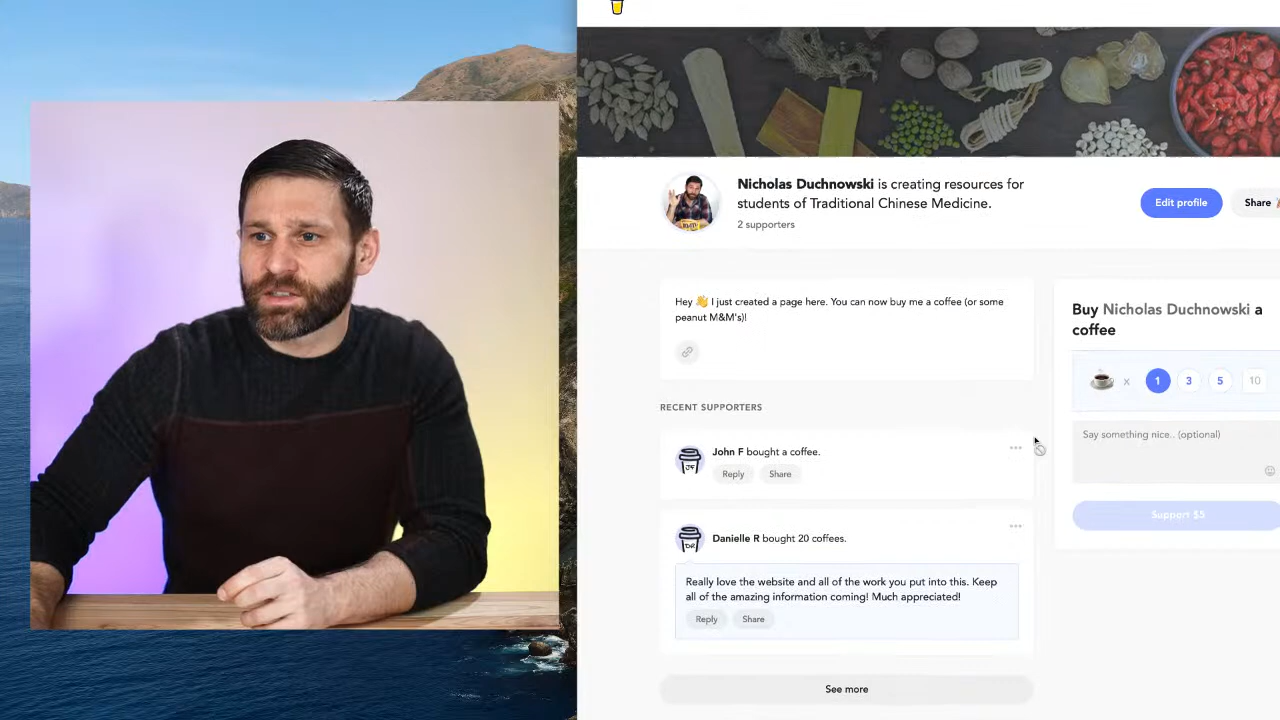 Nicholas Duchnowski is creating resources for
students of Traditional Chinese Medicine.
2 supporters
Edit profile
Share
Hey 👋 I just created a page here. You can now buy me a coffee (or some
peanut M&M's)!
Buy Nicholas Duchnowski a
coffee
x 1 3 5 10
Say something nice.. (optional)
Support $5
RECENT SUPPORTERS
John F bought a coffee.
Reply Share
Danielle R bought 20 coffees.
Really love the website and all of the work you put into this. Keep
all of the amazing information coming! Much appreciated!
Reply Share
See more